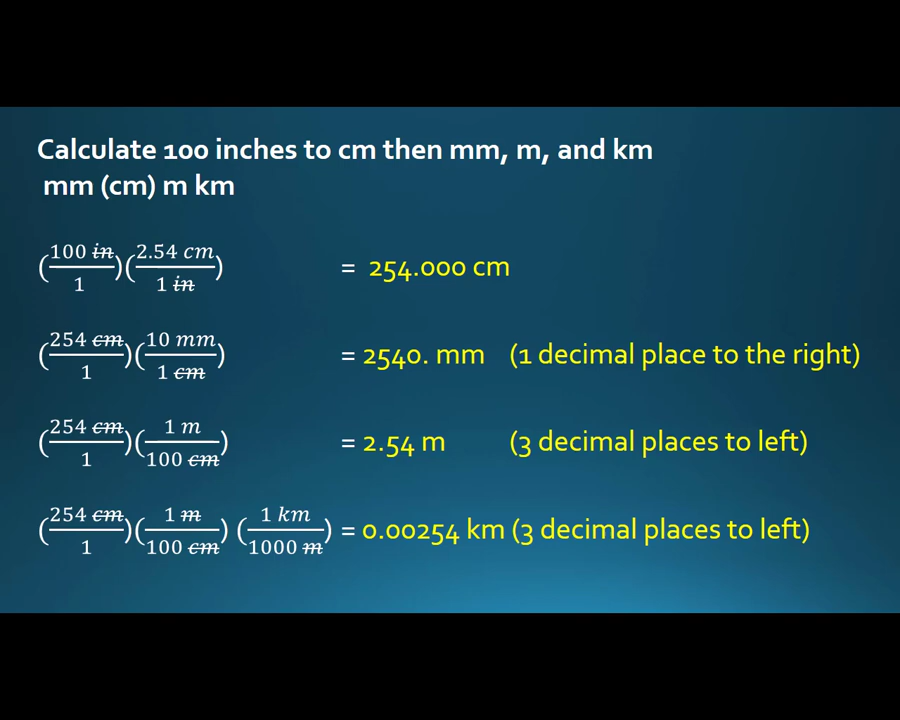 Calculate 100 inches to cm then mm, m, and km
mm (cm) m km
(100 in/1)(2.54 cm/1 in) = 254.000 cm
(254 cm/1)(10 mm/1 cm) = 2540. mm (1 decimal place to the right)
(254 cm/1)(1 m/100 cm) = 2.54 m (3 decimal places to left)
(254 cm/1)(1 m/100 cm) (1 km/1000 m) = 0.00254 km (3 decimal places to left)